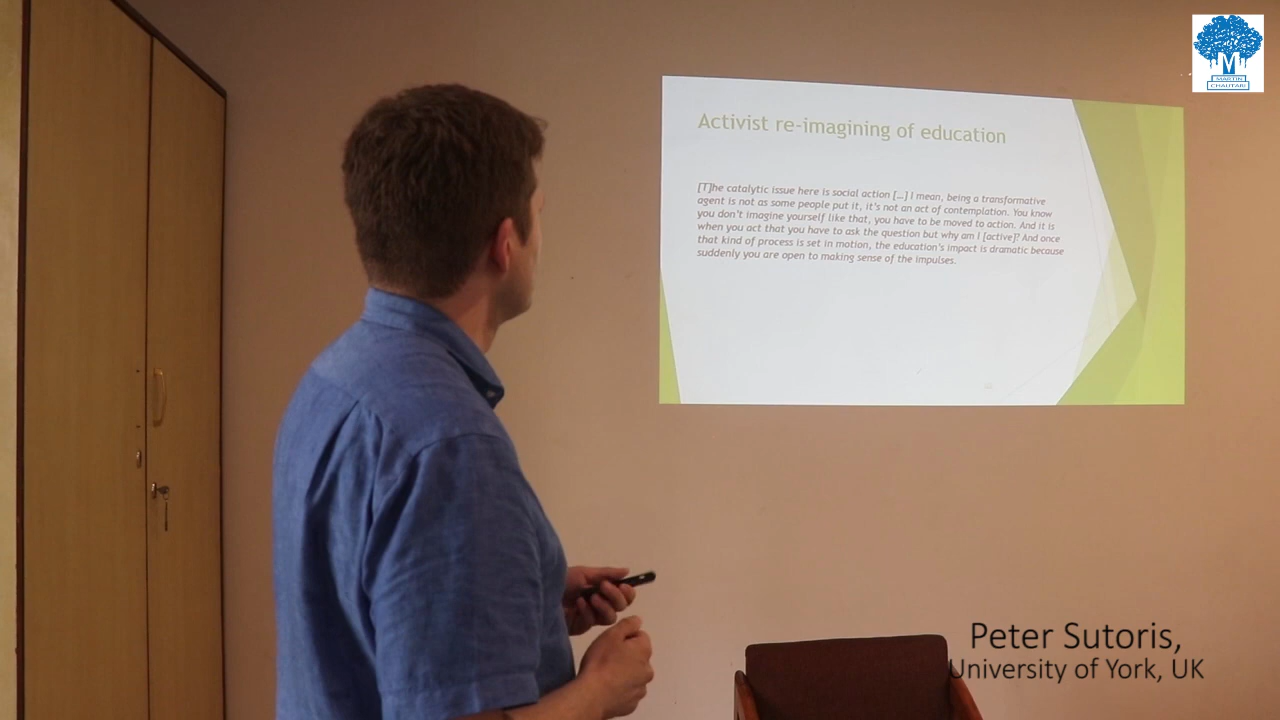 MARTIN
CHAUTARI
Activist re-imagining of education
[T]he catalytic issue here is social action […] I mean, being a transformative
agent is not as some people put it, it's not an act of contemplation. You know
you don't imagine yourself like that, you have to be moved to action. And it is
when you act that you have to ask the question but why am I [active]? And once
that kind of process is set in motion, the education's impact is dramatic because
suddenly you are open to making sense of the impulses.
Peter Sutoris,
University of York, UK